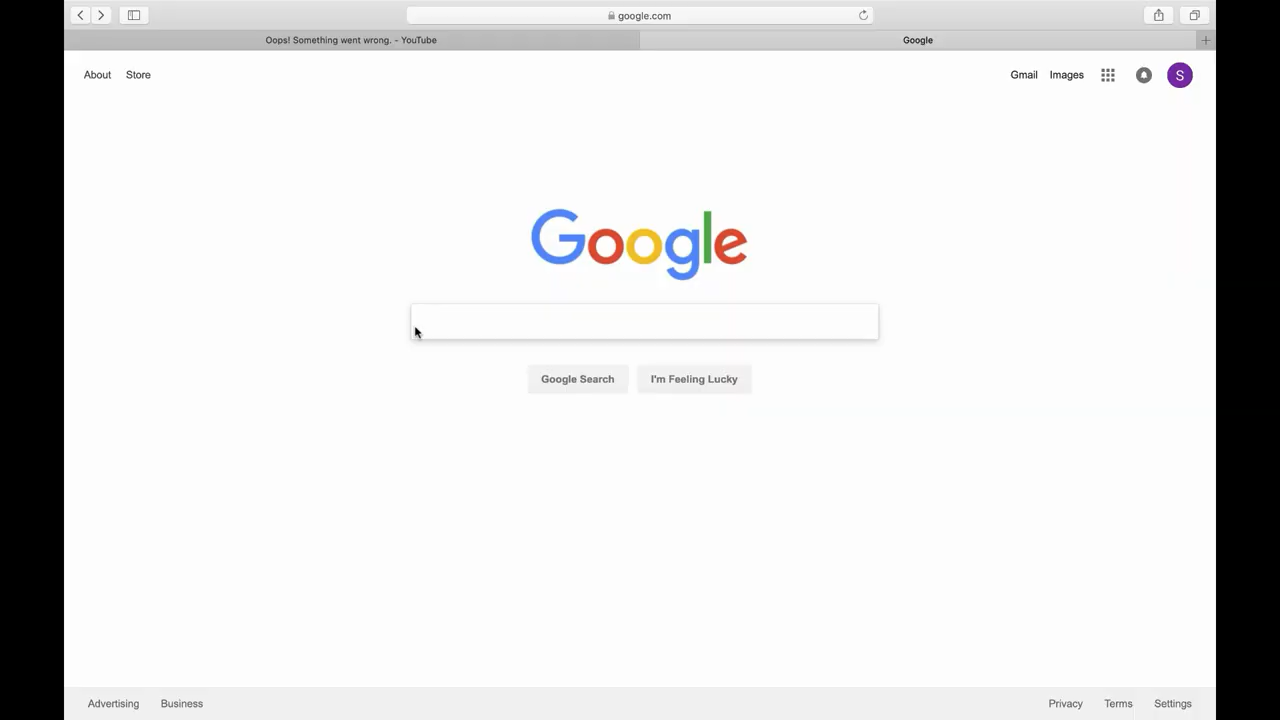 google.com
Oops! Something went wrong. - YouTube
Google
About Store
Gmail Images
S
Google
Google Search
I'm Feeling Lucky
Advertising Business
Privacy Terms Settings